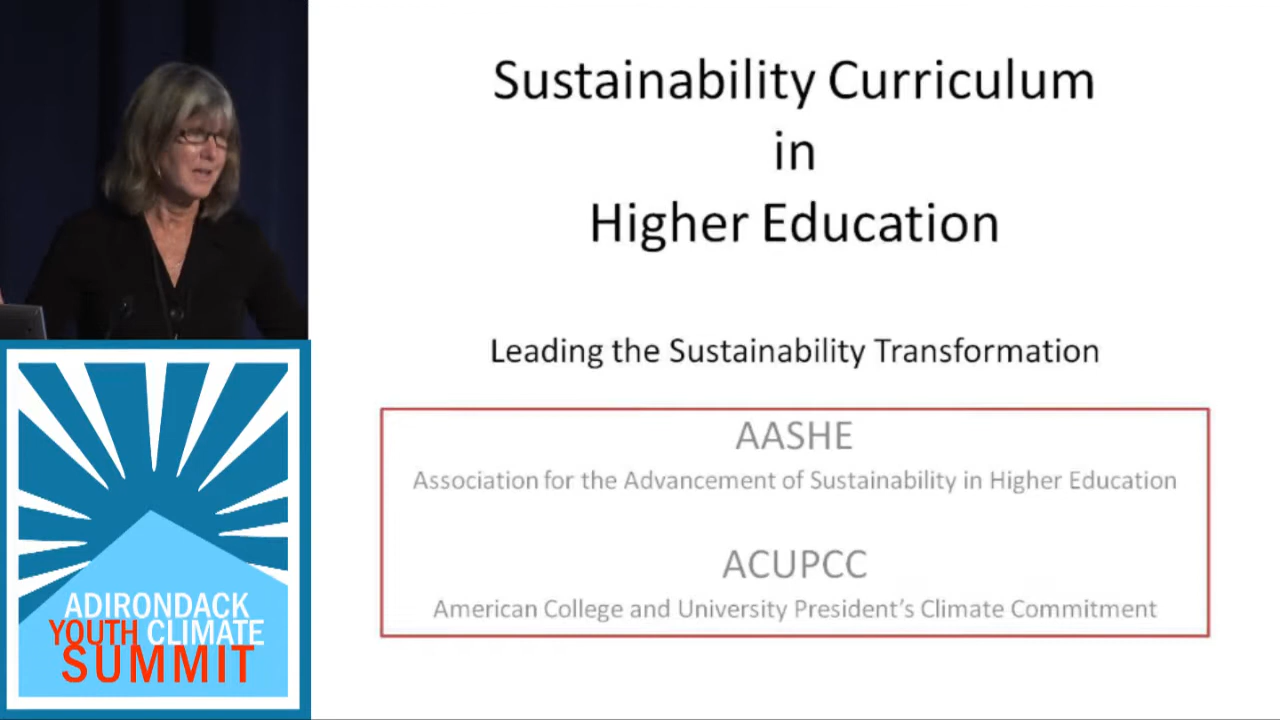 Sustainability Curriculum
in
Higher Education
Leading the Sustainability Transformation
AASHE
Association for the Advancement of Sustainability in Higher Education
ACUPCC
American College and University President's Climate Commitment
ADIRONDACK
YOUTH CLIMATE
SUMMIT